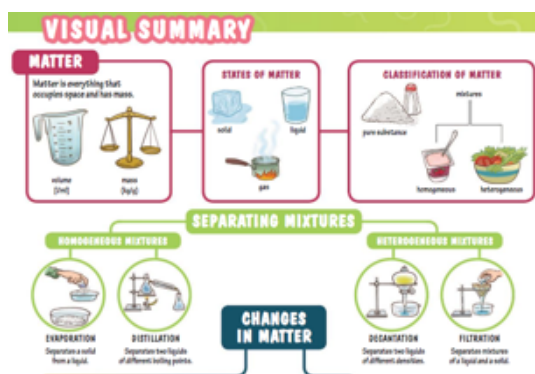 VISUAL SUMMARY
MATTER
Matter is everything that
occupies space and has mass.
volume
(l/ml)
mass
(kg/g)
STATES OF MATTER
solid
liquid
gas
CLASSIFICATION OF MATTER
mixtures
pure substance
homogeneous
heterogeneous
SEPARATING MIXTURES
HOMOGENEOUS MIXTURES
EVAPORATION
Separates a solid
from a liquid.
DISTILLATION
Separates two liquids
of different boiling points.
HETEROGENEOUS MIXTURES
DECANTATION
Separates two liquids
of different densities.
FILTRATION
Separates mixtures
of a liquid and a solid.
CHANGES
IN MATTER